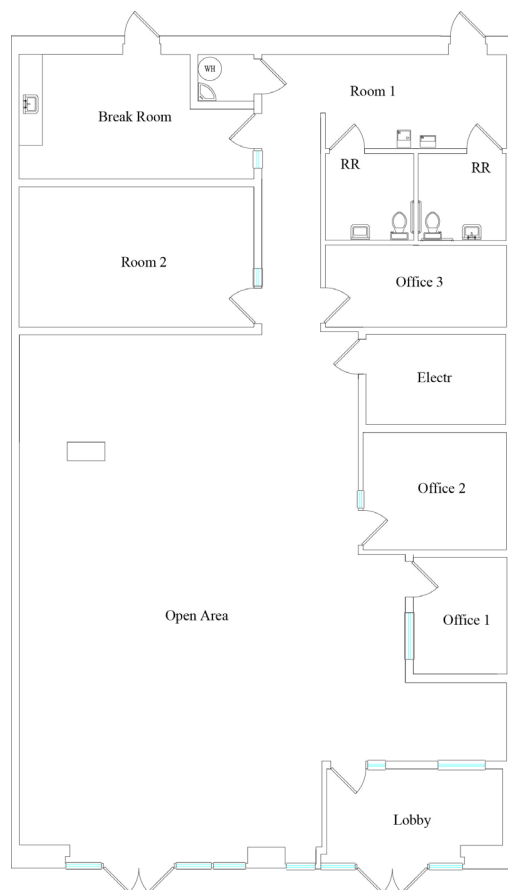 WH
Break Room
Room 1
RR
RR
Room 2
Office 3
Electr
Office 2
Open Area
Office 1
Lobby